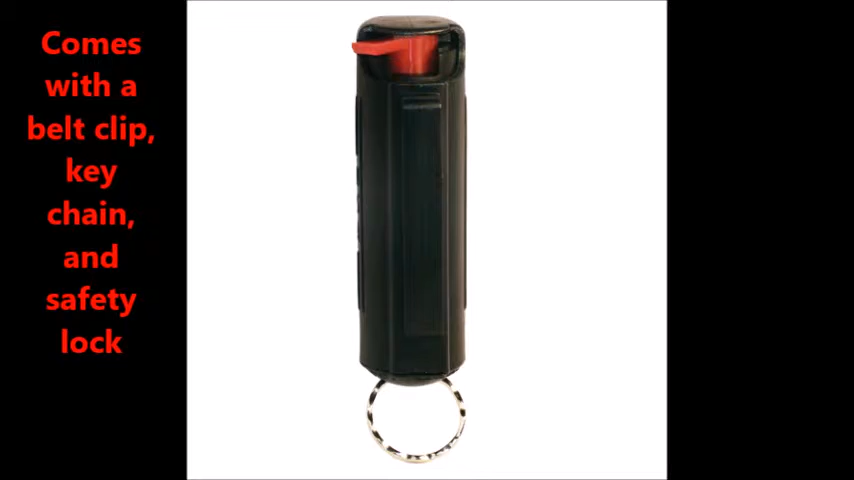 Comes
with a
belt clip,
key
chain,
and
safety
lock